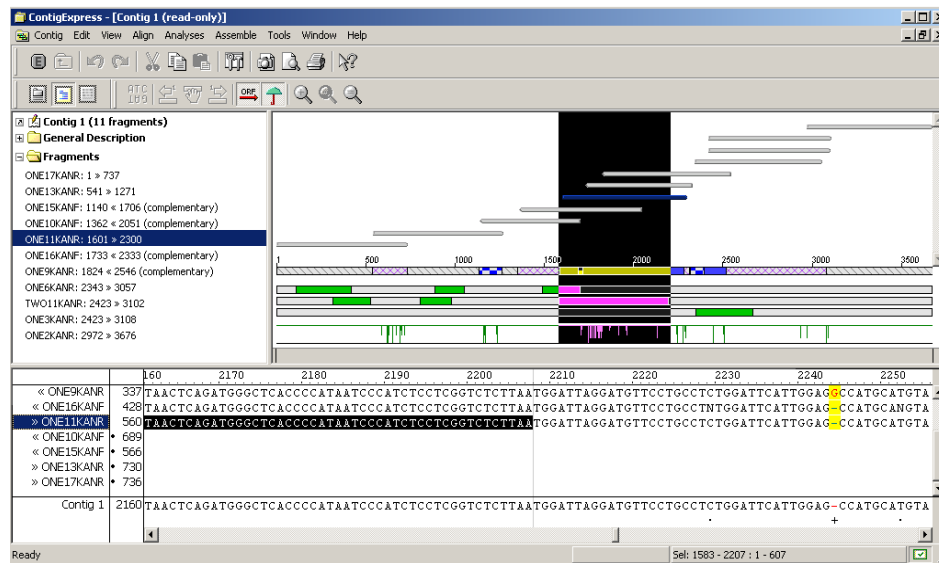 ContigExpress - [Contig 1 (read-only)]
Contig Edit View Align Analyses Assemble Tools Window Help
ORF
Contig 1 (11 fragments)
General Description
Fragments
ONE17KANR: 1 » 737
ONE13KANR: 541 » 1271
ONE15KANF: 1140 « 1706 (complementary)
ONE10KANF: 1362 « 2051 (complementary)
ONE11KANR: 1601 » 2300
ONE16KANF: 1733 « 2333 (complementary)
ONE9KANR: 1824 « 2546 (complementary)
ONE6KANR: 2343 » 3057
TWO11KANR: 2423 » 3102
ONE3KANR: 2423 » 3108
ONE2KANR: 2972 » 3676
1 500 1000 1500 2000 2500 3000 3500
160 2170 2180 2190 2200 2210 2220 2230 2240 2250
« ONE9KANR 337 TAACTCAGATGGGCTCACCCCATAATCCCATCTCCTCGGTCTCTTAATGGATTAGGATGTTCCTGCCTCTGGATTCATTGGAGGCCATGCATGTA
« ONE16KANF 428 TAACTCAGATGGGCTCACCCCATAATCCCATCTCCTCGGTCTCTTAATGGATTAGGATGTTCCTGCCTNTGGATTCATTGGAG-CCATGCANGTA
» ONE11KANR 560 TAACTCAGATGGGCTCACCCCATAATCCCATCTCCTCGGTCTCTTAATGGATTAGGATGTTCCTGCCTCTGGATTCATTGGAG-CCATGCATGTA
« ONE10KANF • 689
« ONE15KANF • 566
» ONE13KANR • 730
» ONE17KANR • 736
Contig 1 2160 TAACTCAGATGGGCTCACCCCATAATCCCATCTCCTCGGTCTCTTAATGGATTAGGATGTTCCTGCCTCTGGATTCATTGGAG-CCATGCATGTA
. + .
Ready Sel: 1583 - 2207 : 1 - 607